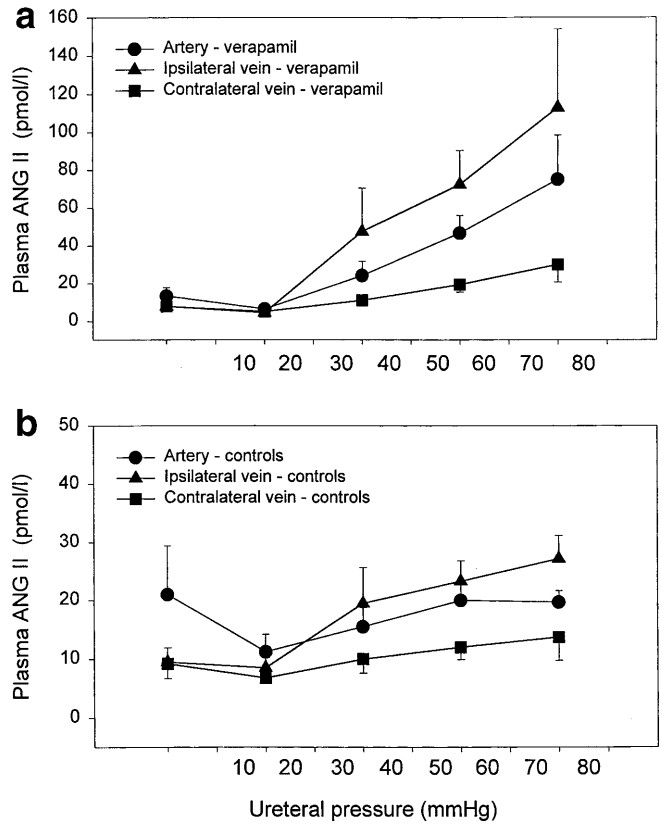 a
160
140
120
100
80
60
40
20
0
Plasma ANG II (pmol/l)
Artery - verapamil
Ipsilateral vein - verapamil
Contralateral vein - verapamil
10 20 30 40 50 60 70 80
b
50
40
30
20
10
0
Plasma ANG II (pmol/l)
Artery - controls
Ipsilateral vein - controls
Contralateral vein - controls
10 20 30 40 50 60 70 80
Ureteral pressure (mmHg)